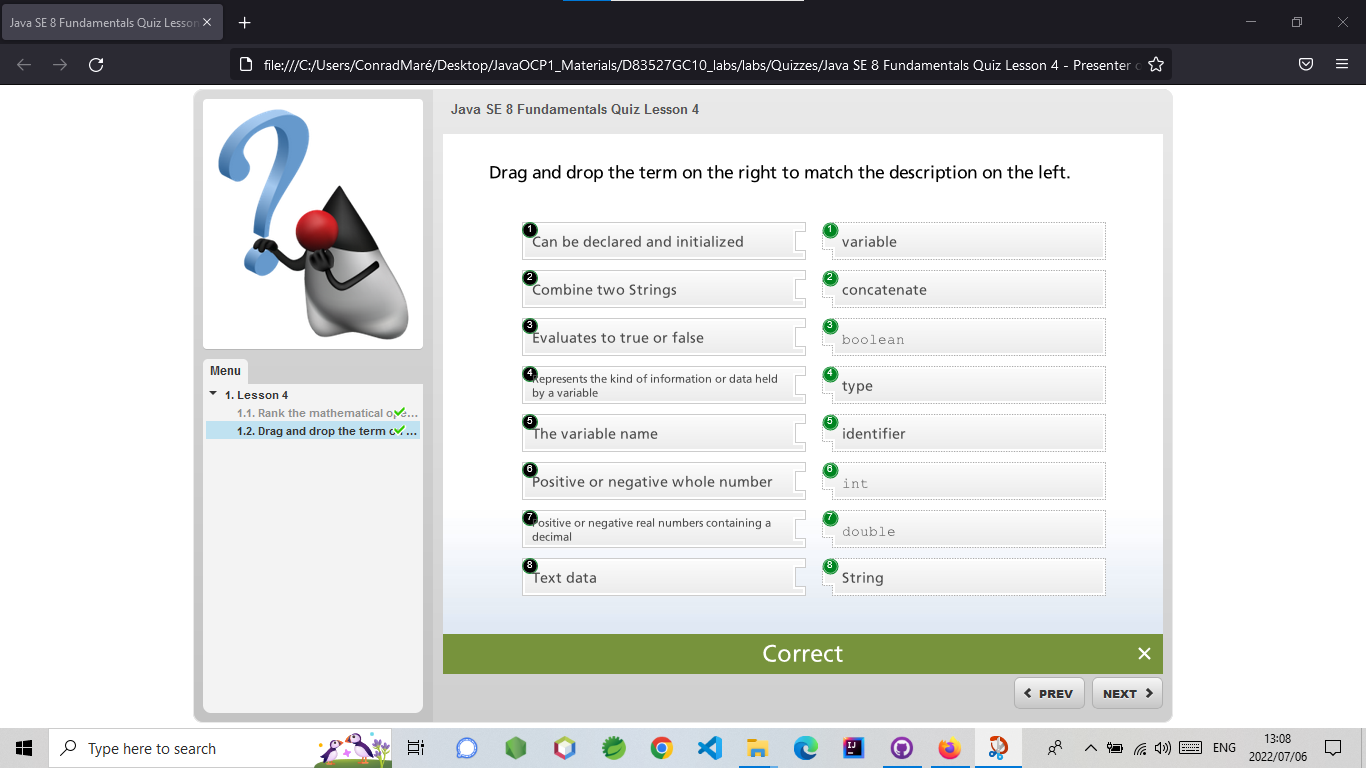 Java SE 8 Fundamentals Quiz Lesson
file:///C:/Users/ConradMaré/Desktop/JavaOCP1_Materials/D83527GC10_labs/labs/Quizzes/Java SE 8 Fundamentals Quiz Lesson 4 - Presenter
Java SE 8 Fundamentals Quiz Lesson 4
Drag and drop the term on the right to match the description on the left.
1 Can be declared and initialized
1 variable
2 Combine two Strings
2 concatenate
3 Evaluates to true or false
3 boolean
4 Represents the kind of information or data held
by a variable
4 type
5 The variable name
5 identifier
6 Positive or negative whole number
6 int
7 Positive or negative real numbers containing a
decimal
7 double
8 Text data
8 String
Menu
1. Lesson 4
1.1. Rank the mathematical ...
1.2. Drag and drop the term ...
Correct
PREV
NEXT
Type here to search
IJ
ENG
13:08
2022/07/06